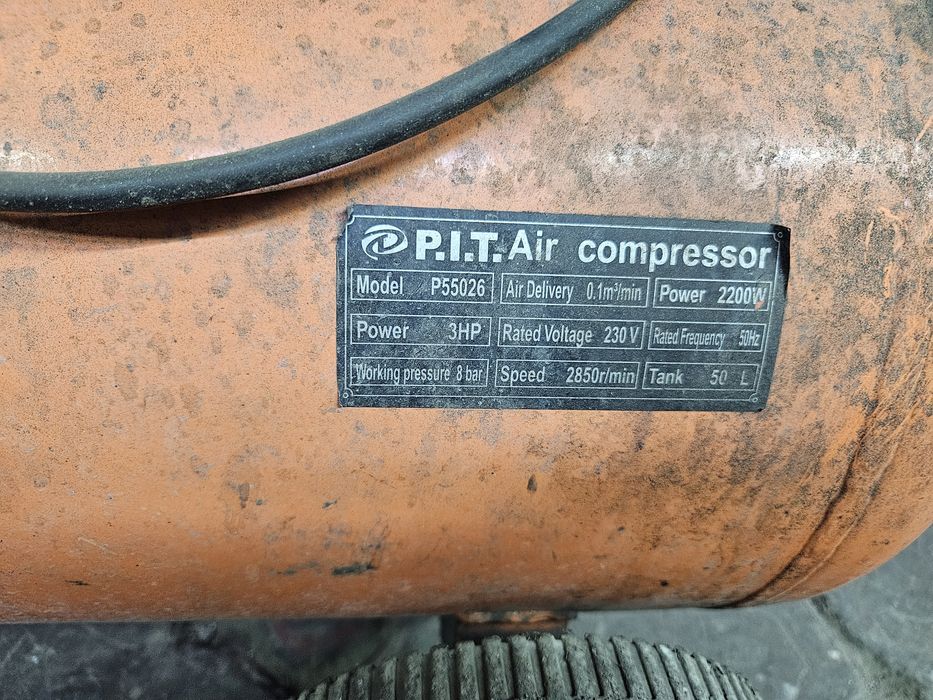 P.I.T. Air compressor
Model P55026 Air Delivery 0.1m³/min Power 2200W
Power 3HP Rated Voltage 230 V Rated Frequency 50Hz
Working pressure 8 bar Speed 2850r/min Tank 50 L